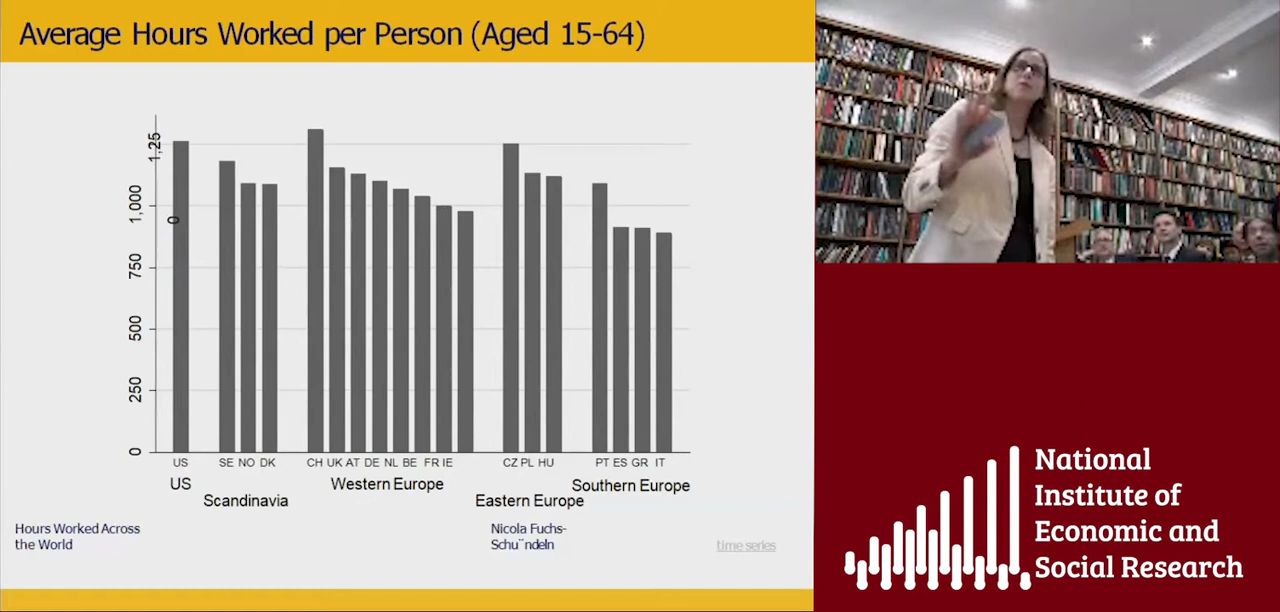 Average Hours Worked per Person (Aged 15-64)
1,25
0
1,000
750
500
250
0
US SE NO DK CH UK AT DE NL BE FR IE CZ PL HU PT ES GR IT
US Scandinavia Western Europe Eastern Europe Southern Europe
Hours Worked Across
the World
Nicola Fuchs-
Schu¨ndeln
time series
National
Institute of
Economic and
Social Research